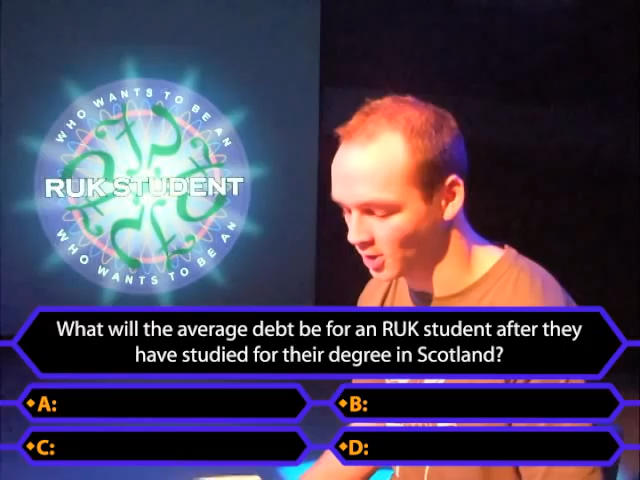 WHO WANTS TO BE AN
RUK STUDENT
WHO WANTS TO BE AN
What will the average debt be for an RUK student after they
have studied for their degree in Scotland?
A:
B:
C:
D: